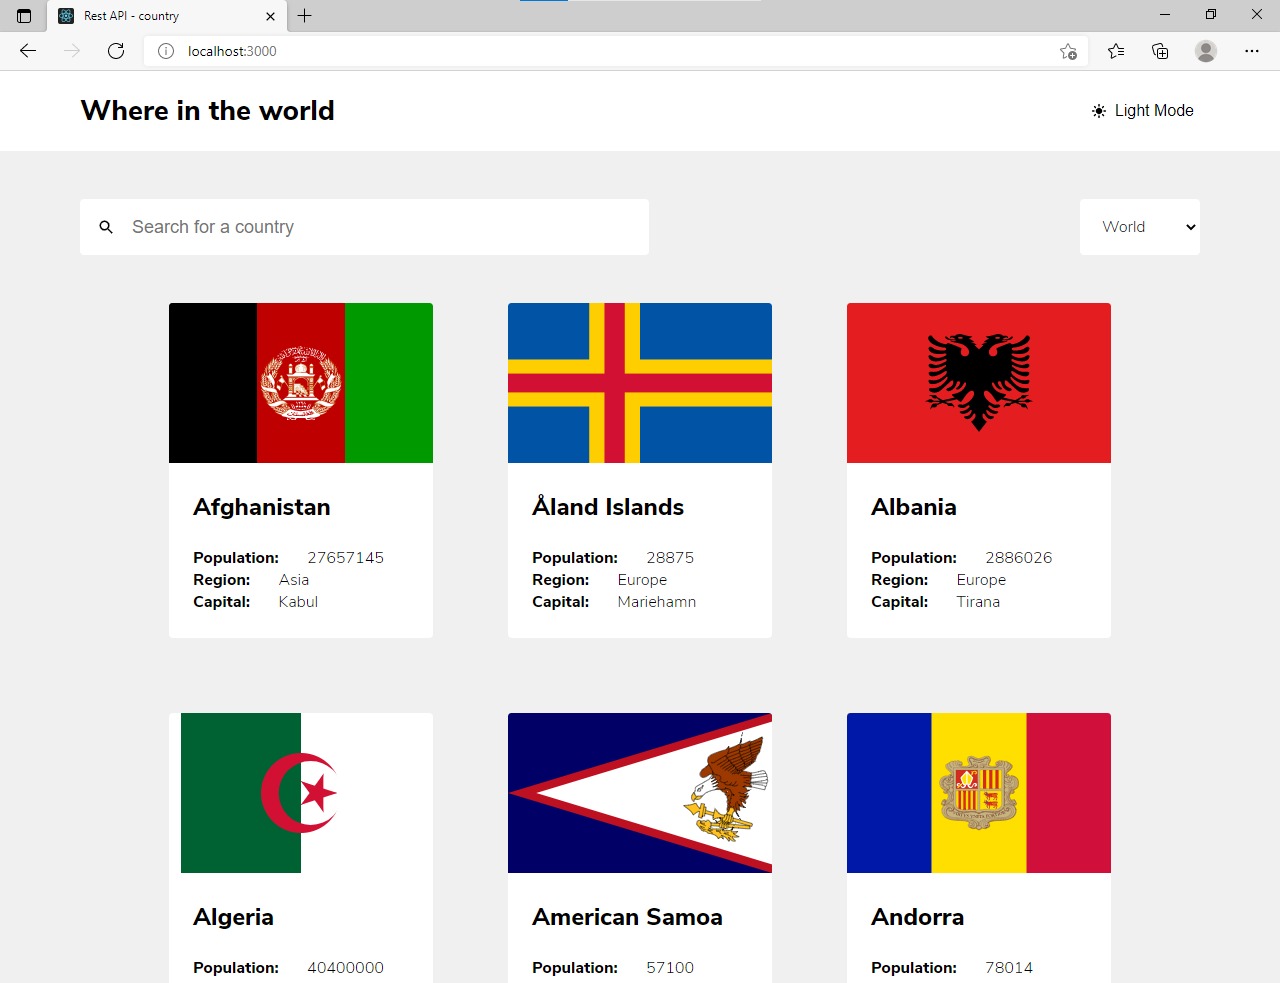 Rest API - country
localhost:3000
Where in the world
Light Mode
Search for a country
World
Afghanistan
Population: 27657145
Region: Asia
Capital: Kabul
Åland Islands
Population: 28875
Region: Europe
Capital: Mariehamn
Albania
Population: 2886026
Region: Europe
Capital: Tirana
Algeria
Population: 40400000
American Samoa
Population: 57100
Andorra
Population: 78014